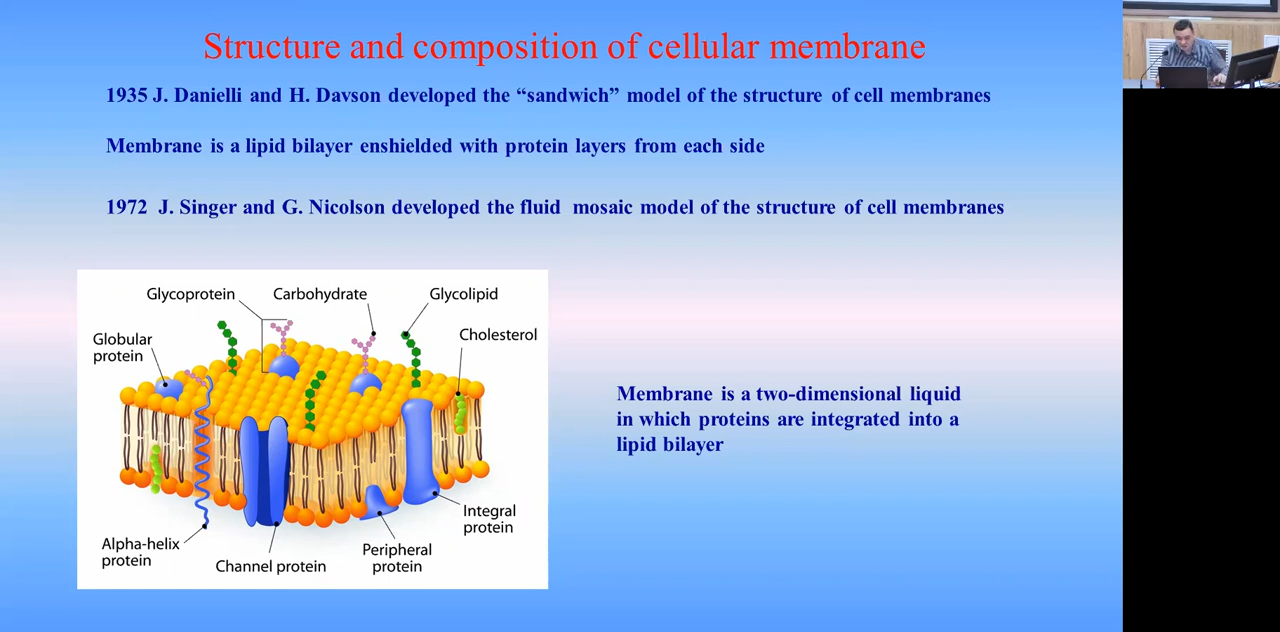 Structure and composition of cellular membrane
1935 J. Danielli and H. Davson developed the “sandwich” model of the structure of cell membranes
Membrane is a lipid bilayer enshielded with protein layers from each side
1972 J. Singer and G. Nicolson developed the fluid mosaic model of the structure of cell membranes
Glycoprotein
Carbohydrate
Glycolipid
Globular
protein
Cholesterol
Membrane is a two-dimensional liquid
in which proteins are integrated into a
lipid bilayer
Integral
protein
Alpha-helix
protein
Channel protein
Peripheral
protein